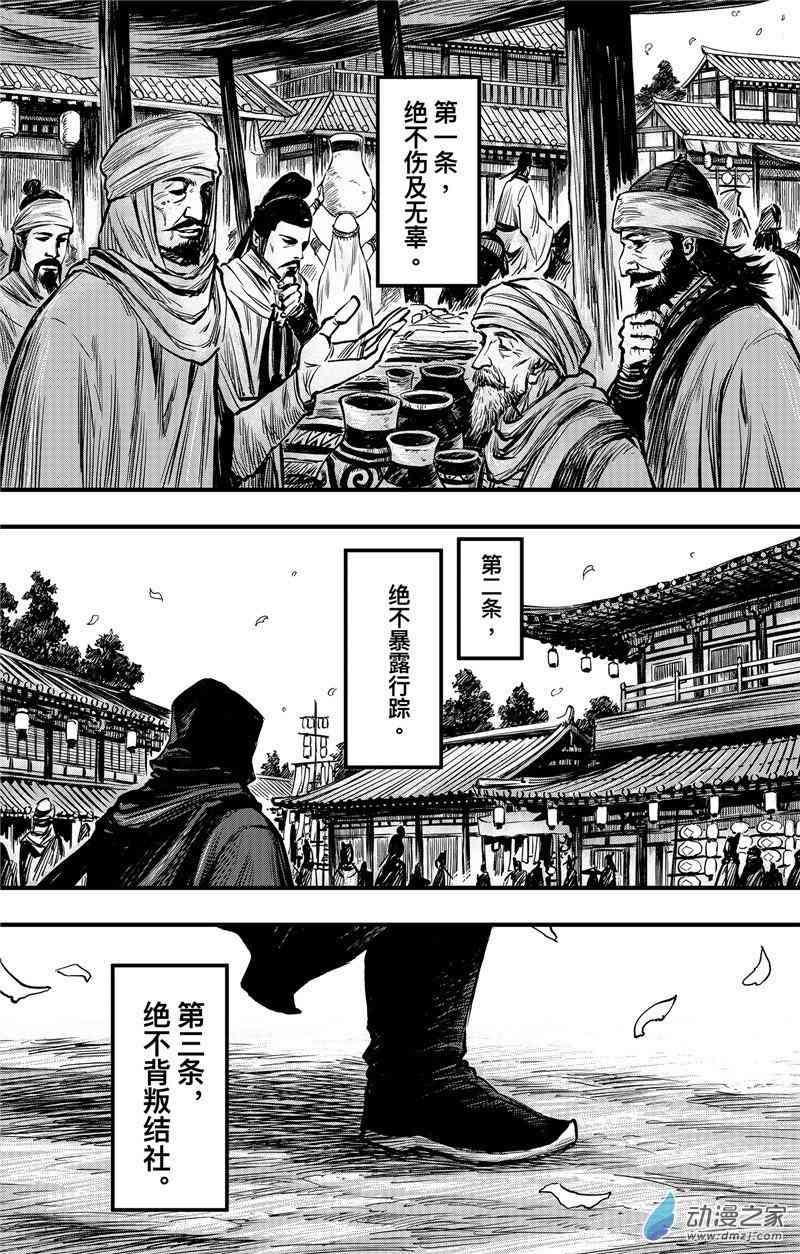 第一条，
绝不伤及无辜。
第二条，
绝不暴露行踪。
第三条，
绝不背叛结社。
动漫之家
www.dmzj.com